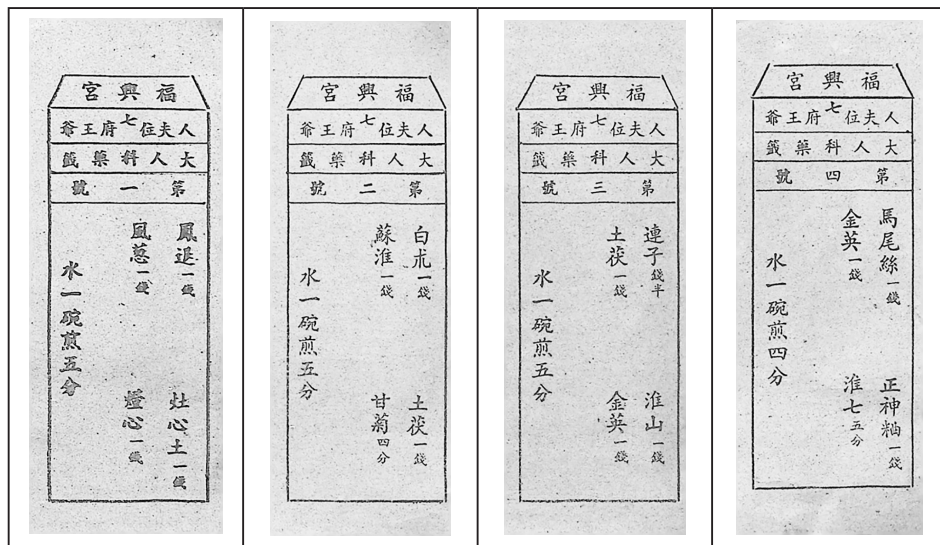 福興宮
人夫位七府王爺
大人科藥籤
第一號
鳳退一錢 灶心土一錢
風蔥一錢 燈心一錢
水一碗煎五分
福興宮
人夫位七府王爺
大人科藥籤
第二號
白朮一錢 土茯一錢
蘇淮一錢 甘菊四分
水一碗煎五分
福興宮
人夫位七府王爺
大人科藥籤
第三號
連子錢半 淮山一錢
土茯一錢 金英一錢
水一碗煎五分
福興宮
人夫位七府王爺
大人科藥籤
第四號
馬尾絲一錢 正神粬一錢
金英一錢 淮七五分
水一碗煎四分